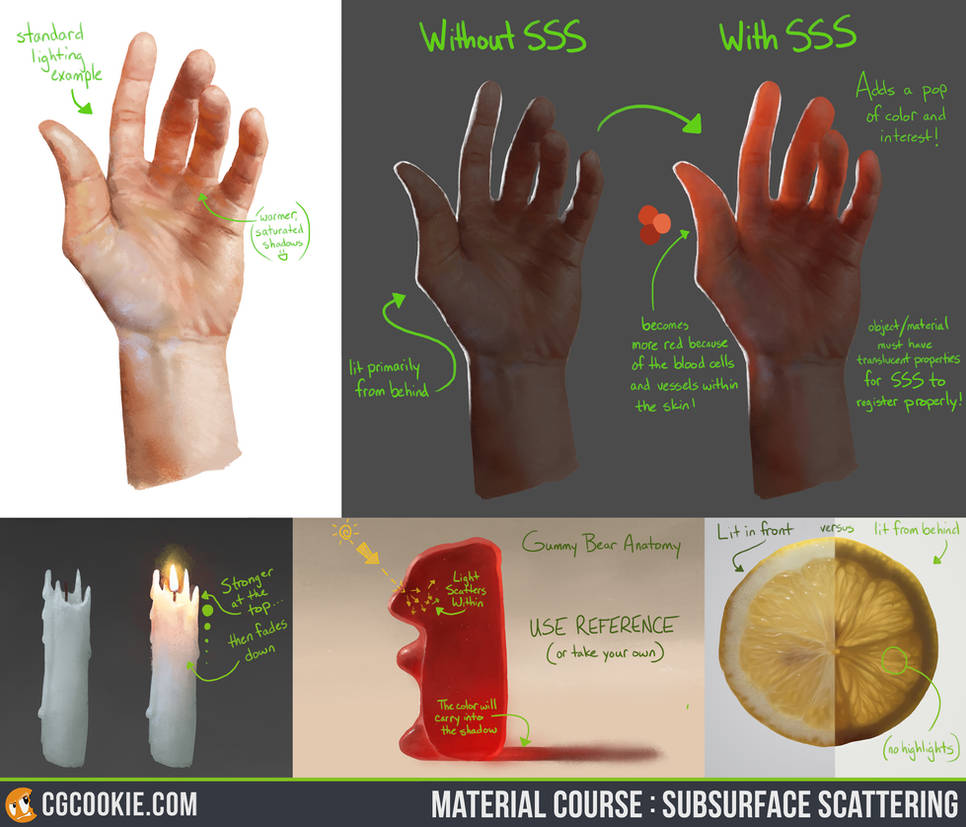 standard
lighting
example
(warmer,
saturated
shadows)
Without SSS
With SSS
Adds a pop
of color and
interest!
lit primarily
from behind
becomes
more red because
of the blood cells
and vessels within
the skin!
object/material
must have
translucent properties
for SSS to
register properly!
Stronger
at the
top...
then fades
down
Gummy Bear Anatomy
Light
Scatters
Within
USE REFERENCE
(or take your own)
The color will
carry into
the shadow
Lit in front
versus
lit from behind
(no highlights)
CGCOOKIE.COM
MATERIAL COURSE : SUBSURFACE SCATTERING